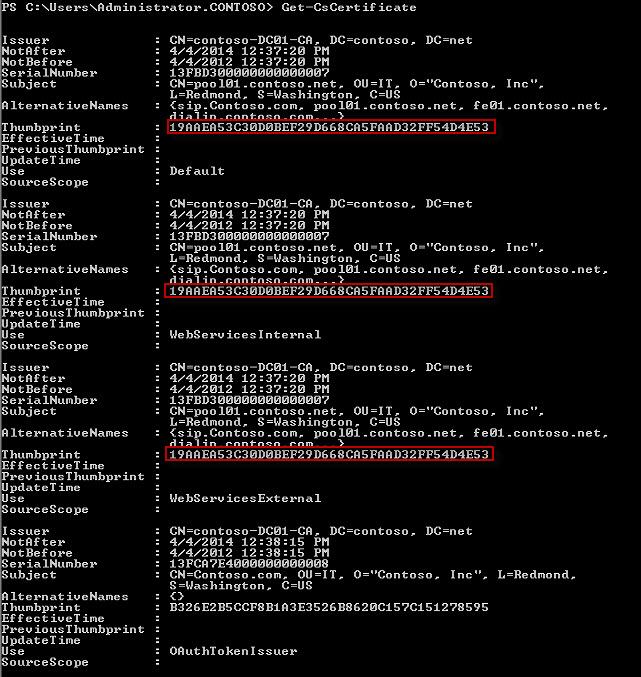 PS C:\Users\Administrator.CONTOSO> Get-CsCertificate
Issuer : CN=contoso-DC01-CA, DC=contoso, DC=net
NotAfter : 4/4/2014 12:37:20 PM
NotBefore : 4/4/2012 12:37:20 PM
SerialNumber : 13FBD300000000000007
Subject : CN=pool01.contoso.net, OU=IT, O="Contoso, Inc",
L=Redmond, S=Washington, C=US
AlternativeNames : {sip.Contoso.com, pool01.contoso.net, fe01.contoso.net,
dialin.contoso.com...}
Thumbprint : 19AAEA53C30D0BEF29D668CA5FAAD32FF54D4E53
EffectiveTime :
PreviousThumbprint :
UpdateTime :
Use : Default
SourceScope :
Issuer : CN=contoso-DC01-CA, DC=contoso, DC=net
NotAfter : 4/4/2014 12:37:20 PM
NotBefore : 4/4/2012 12:37:20 PM
SerialNumber : 13FBD300000000000007
Subject : CN=pool01.contoso.net, OU=IT, O="Contoso, Inc",
L=Redmond, S=Washington, C=US
AlternativeNames : {sip.Contoso.com, pool01.contoso.net, fe01.contoso.net,
dialin.contoso.com...}
Thumbprint : 19AAEA53C30D0BEF29D668CA5FAAD32FF54D4E53
EffectiveTime :
PreviousThumbprint :
UpdateTime :
Use : WebServicesInternal
SourceScope :
Issuer : CN=contoso-DC01-CA, DC=contoso, DC=net
NotAfter : 4/4/2014 12:37:20 PM
NotBefore : 4/4/2012 12:37:20 PM
SerialNumber : 13FBD300000000000007
Subject : CN=pool01.contoso.net, OU=IT, O="Contoso, Inc",
L=Redmond, S=Washington, C=US
AlternativeNames : {sip.Contoso.com, pool01.contoso.net, fe01.contoso.net,
dialin.contoso.com...}
Thumbprint : 19AAEA53C30D0BEF29D668CA5FAAD32FF54D4E53
EffectiveTime :
PreviousThumbprint :
UpdateTime :
Use : WebServicesExternal
SourceScope :
Issuer : CN=contoso-DC01-CA, DC=contoso, DC=net
NotAfter : 4/4/2014 12:38:15 PM
NotBefore : 4/4/2012 12:38:15 PM
SerialNumber : 13FCA7E4000000000008
Subject : CN=Contoso.com, OU=IT, O="Contoso, Inc", L=Redmond,
S=Washington, C=US
AlternativeNames : {}
Thumbprint : B326E2B5CCF8B1A3E3526B8620C157C151278595
EffectiveTime :
PreviousThumbprint :
UpdateTime :
Use : OAuthTokenIssuer
SourceScope :